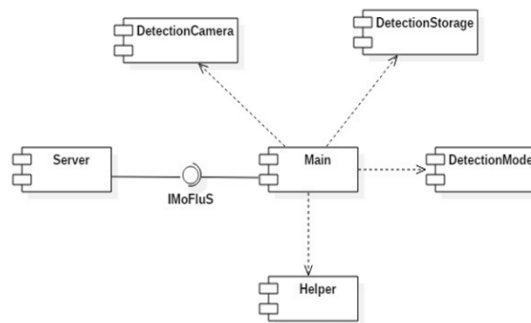 DetectionCamera
DetectionStorage
Server
IMoFluS
Main
DetectionMode
Helper